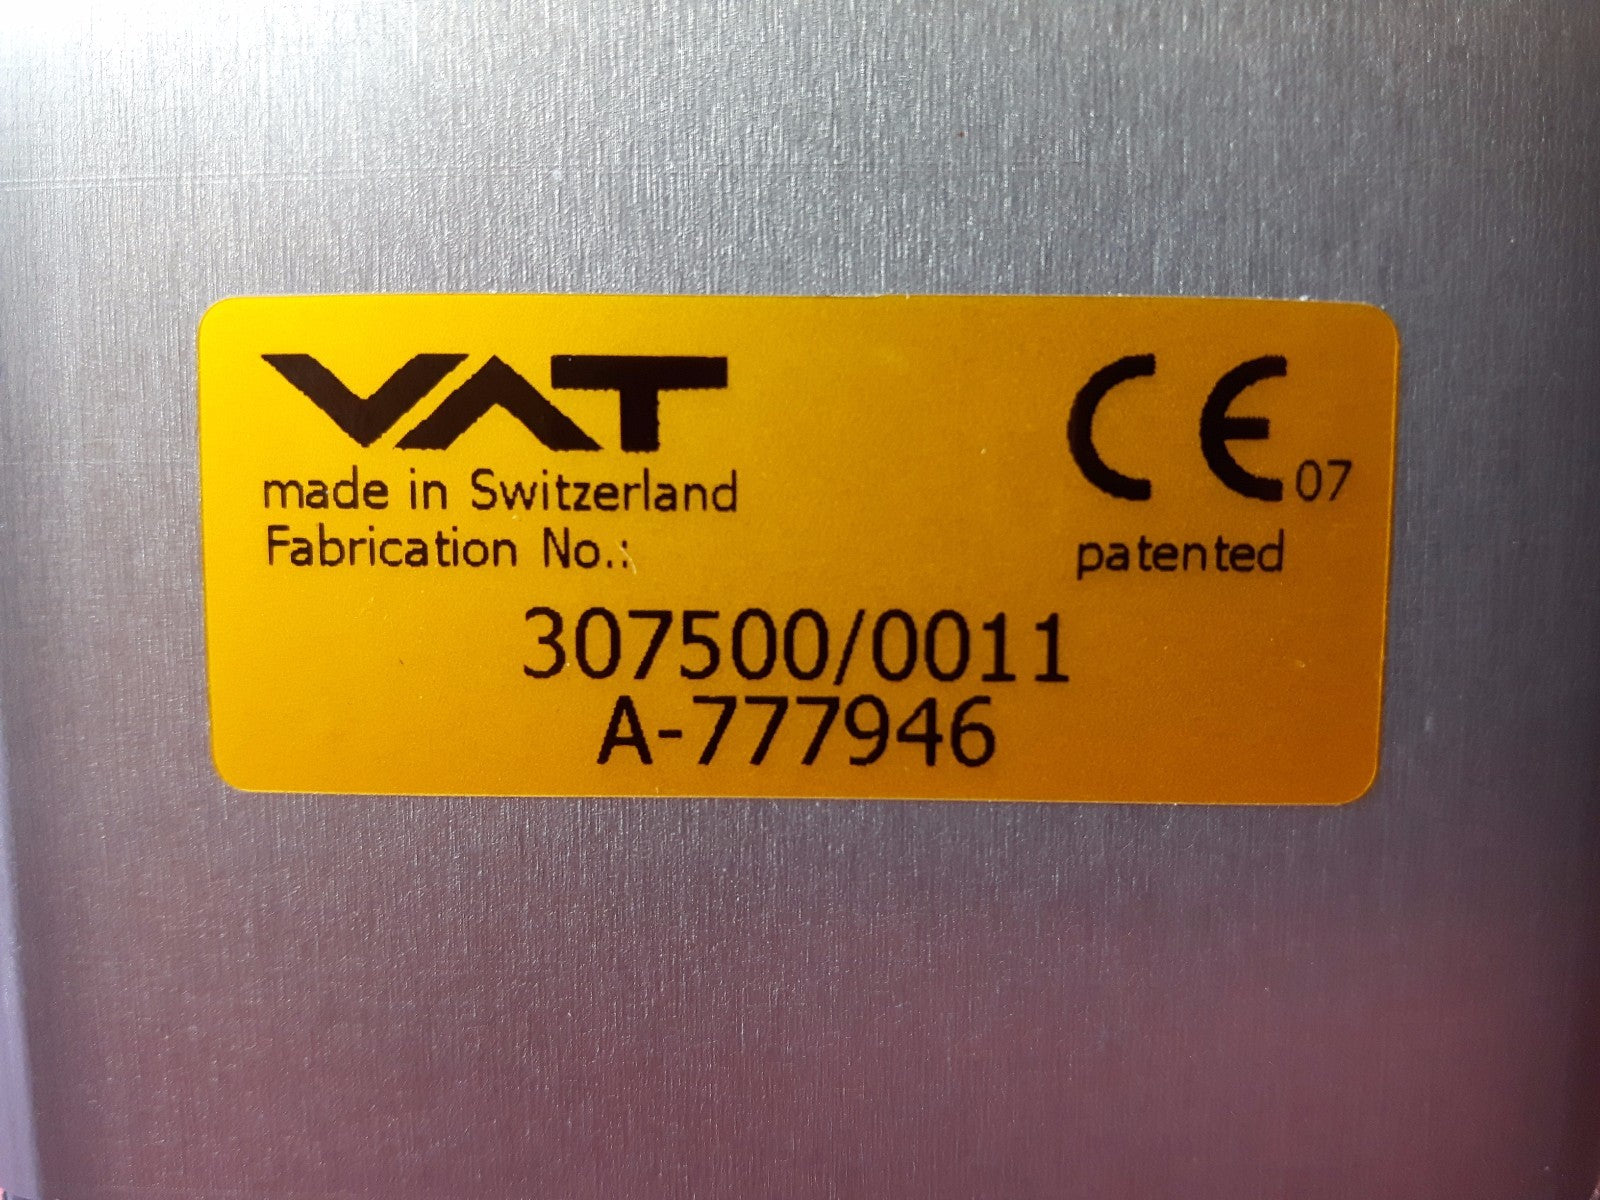 VAT
made in Switzerland
Fabrication No.:
CE 07
patented
307500/0011
A-777946